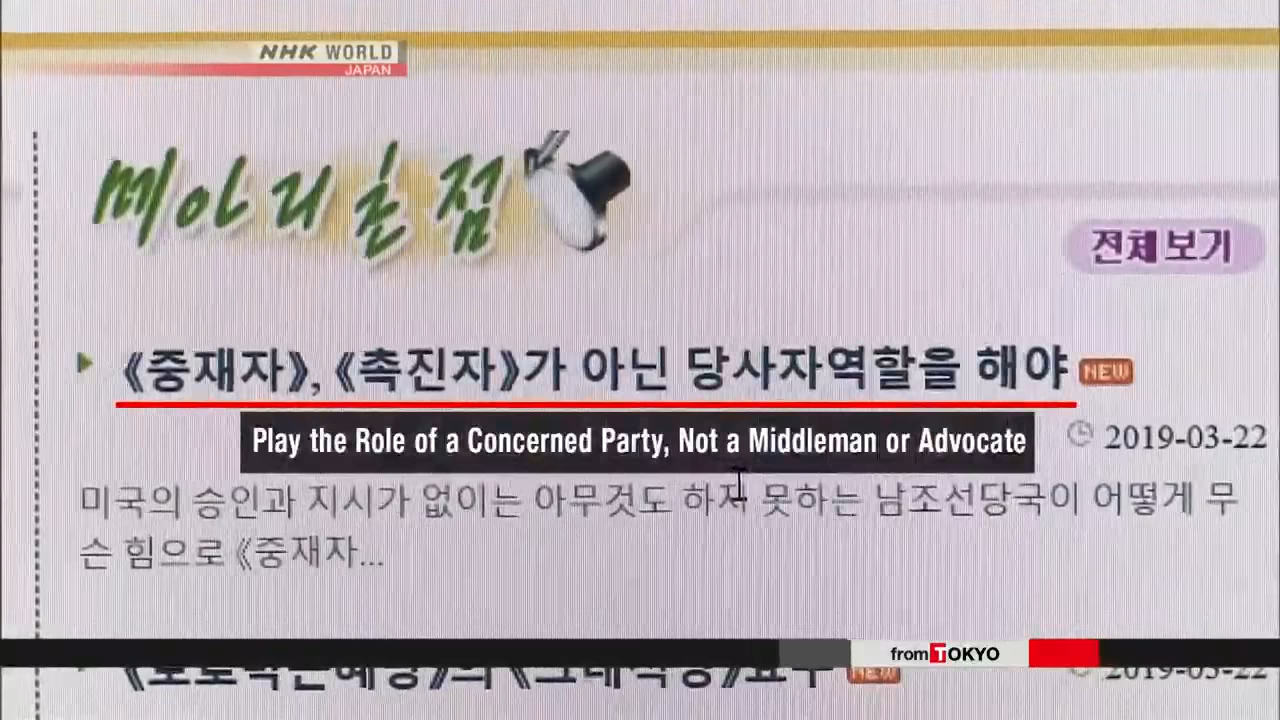 NHK WORLD
JAPAN
메아리초점
전체보기
《중재자》, 《촉진자》가 아닌 당사자역할을 해야 NEW
Play the Role of a Concerned Party, Not a Middleman or Advocate
2019-03-22
미국의 승인과 지시가 없이는 아무것도 하지 못하는 남조선당국이 어떻게 무
슨 힘으로 《중재자...
from TOKYO
NEW
2019-03-22